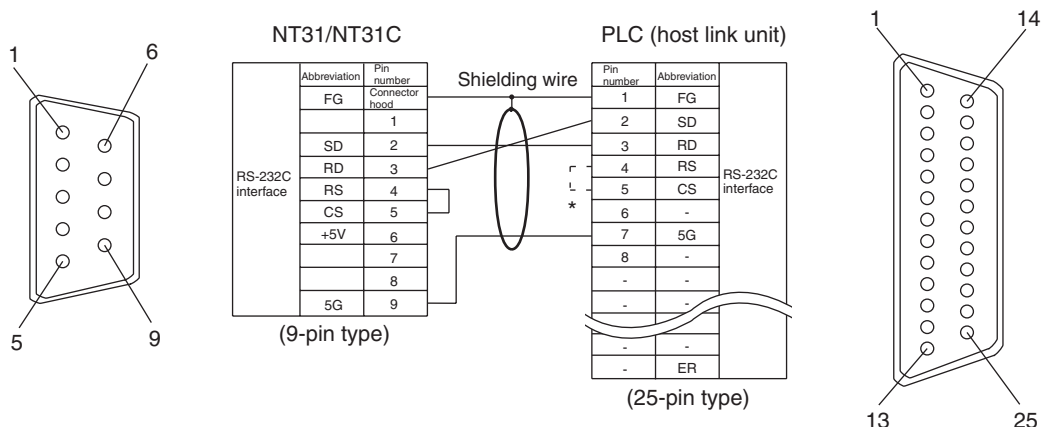 1
6
5
9
NT31/NT31C
Abbreviation
Pin number
FG
Connector hood
1
SD
2
RD
3
RS
4
CS
5
+5V
6
7
8
5G
9
RS-232C interface
(9-pin type)
Shielding wire
*
PLC (host link unit)
Pin number
Abbreviation
1
FG
2
SD
3
RD
4
RS
5
CS
6
-
7
5G
8
-
-
-
-
-
-
-
-
ER
RS-232C interface
(25-pin type)
1
14
13
25